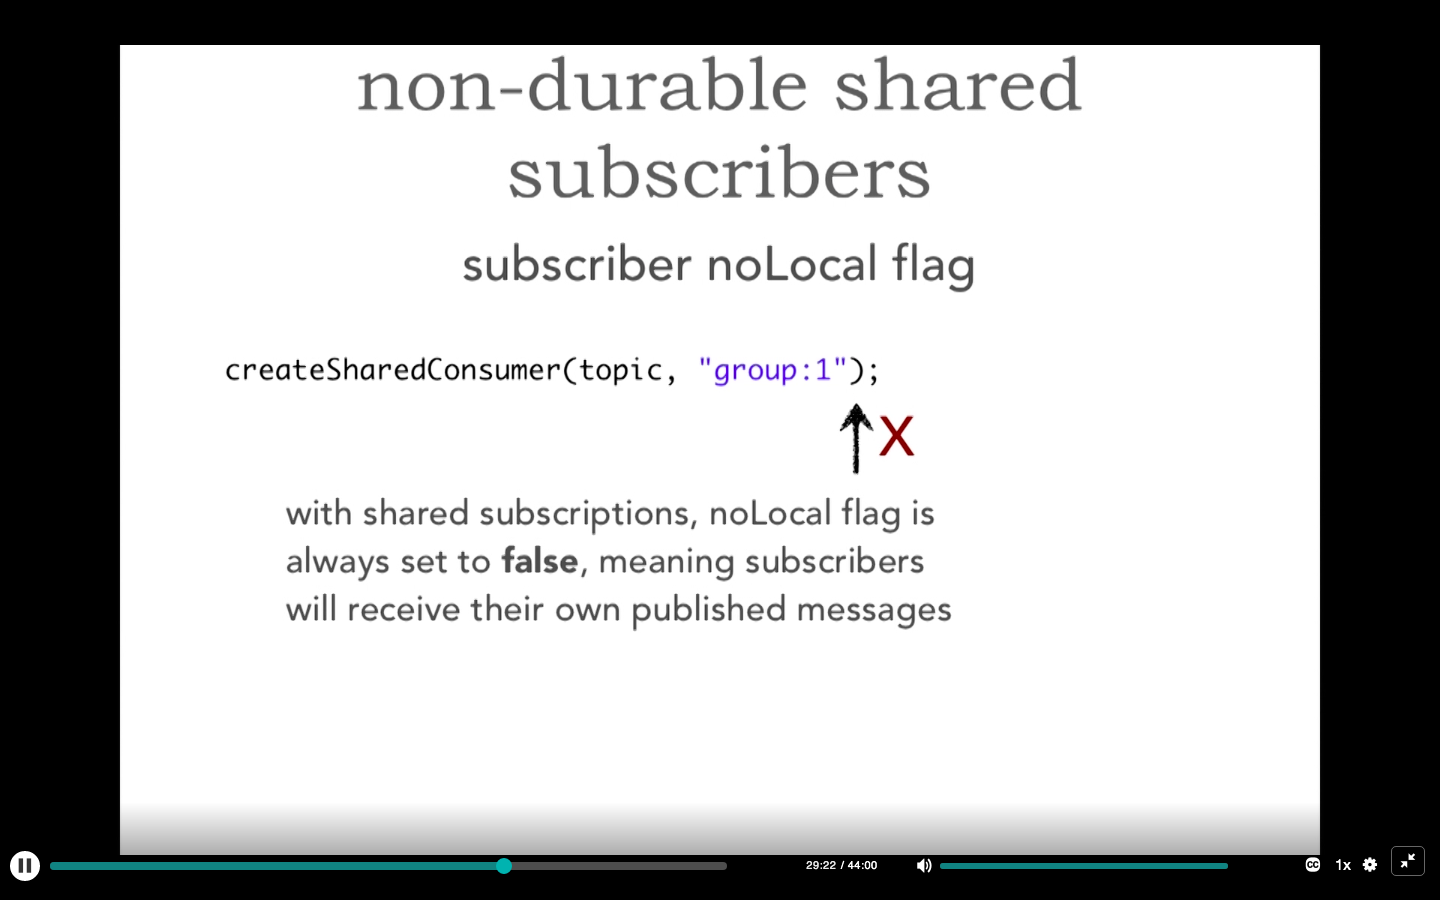 non-durable shared
subscribers
subscriber noLocal flag
createSharedConsumer(topic, "group:1");
X
with shared subscriptions, noLocal flag is
always set to false, meaning subscribers
will receive their own published messages
29:22 / 44:00
CC
1x